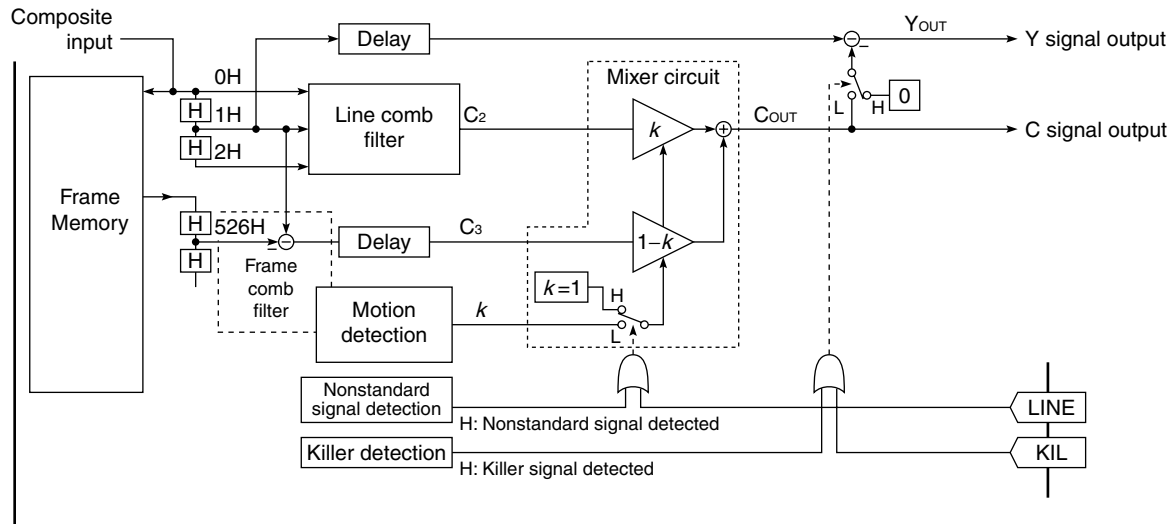 Composite
input
Delay
YOUT
Y signal output
0H
H
1H
H
2H
Line comb
filter
C2
Mixer circuit
k
COUT
L
H
0
C signal output
Frame
Memory
H
526H
H
Frame
comb
filter
Delay
C3
1–k
k=1
H
L
Motion
detection
k
Nonstandard
signal detection
H: Nonstandard signal detected
LINE
Killer detection
H: Killer signal detected
KIL